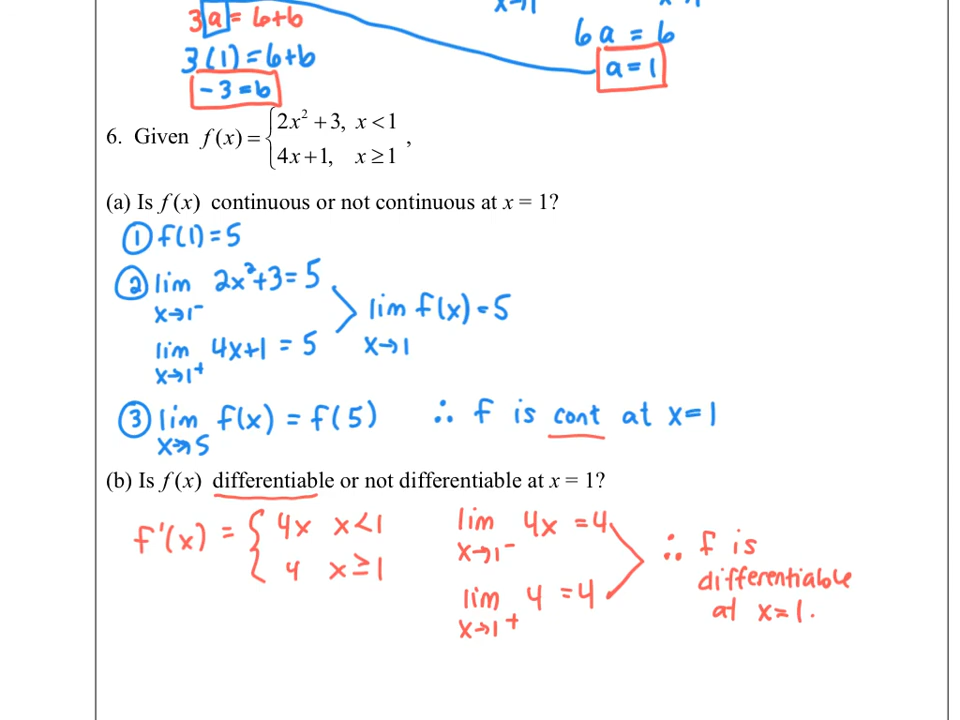 3a = 6+b
x→1
3(1)=6+b
6a = 6
-3=b
a=1
6. Given f(x) = { 2x² + 3, x < 1
4x + 1, x ≥ 1 ,
(a) Is f(x) continuous or not continuous at x = 1?
① f(1) = 5
② lim 2x²+3 = 5
x→1⁻
lim f(x) = 5
x→1
lim 4x+1 = 5
x→1⁺
③ lim f(x) = f(5) ∴ f is cont at x=1
x→5
(b) Is f(x) differentiable or not differentiable at x = 1?
f'(x) = { 4x x<1
4 x≥1
lim 4x = 4
x→1⁻
lim 4 = 4
x→1⁺
∴ f is
differentiable
at x=1.